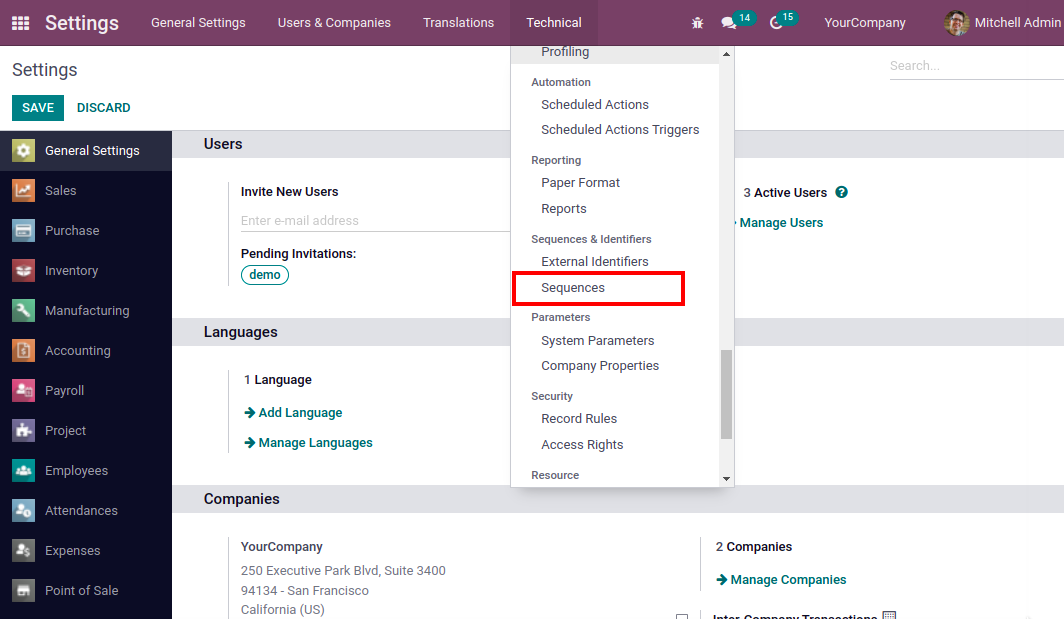 Settings General Settings Users & Companies Translations Technical 14 15 YourCompany Mitchell Admin
Settings
Search...
SAVE DISCARD
General Settings
Sales
Purchase
Inventory
Manufacturing
Accounting
Payroll
Project
Employees
Attendances
Expenses
Point of Sale
Profiling
Automation
Scheduled Actions
Scheduled Actions Triggers
Reporting
Paper Format
Reports
Sequences & Identifiers
External Identifiers
Sequences
Parameters
System Parameters
Company Properties
Security
Record Rules
Access Rights
Resource
Users
Invite New Users
Enter e-mail address
Pending Invitations:
demo
3 Active Users ?
Manage Users
Languages
1 Language
Add Language
Manage Languages
Companies
YourCompany
250 Executive Park Blvd, Suite 3400
94134 - San Francisco
California (US)
2 Companies
Manage Companies
Inter-Company Transactions